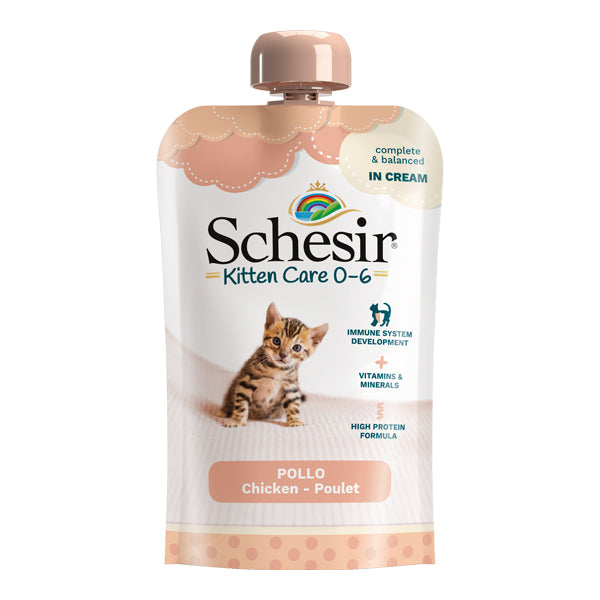 complete
& balanced
IN CREAM
Schesir®
Kitten Care 0-6
IMMUNE SYSTEM
DEVELOPMENT
+
VITAMINS &
MINERALS
HIGH PROTEIN
FORMULA
POLLO
Chicken - Poulet